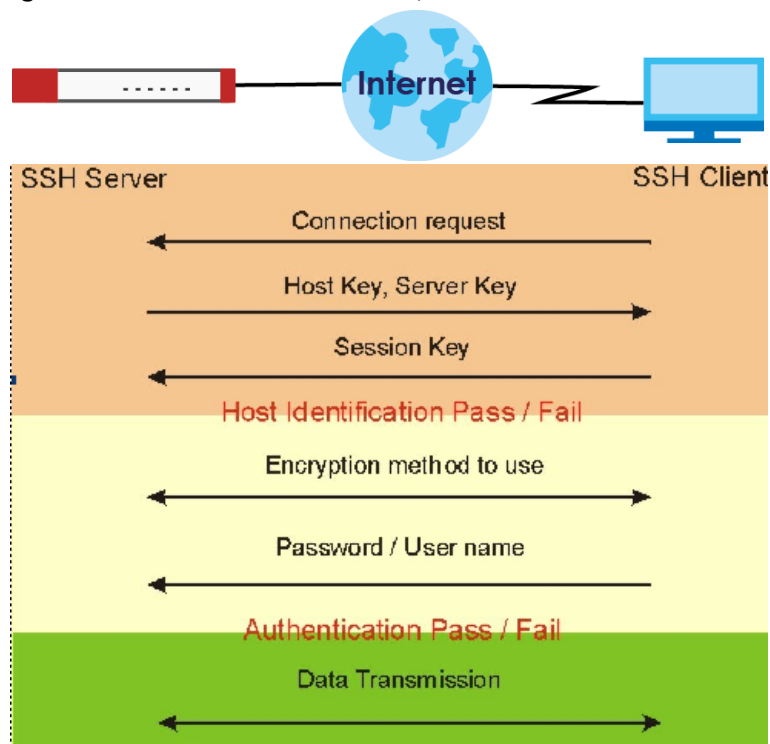 Internet
SSH Server
SSH Client
Connection request
Host Key, Server Key
Session Key
Host Identification Pass / Fail
Encryption method to use
Password / User name
Authentication Pass / Fail
Data Transmission